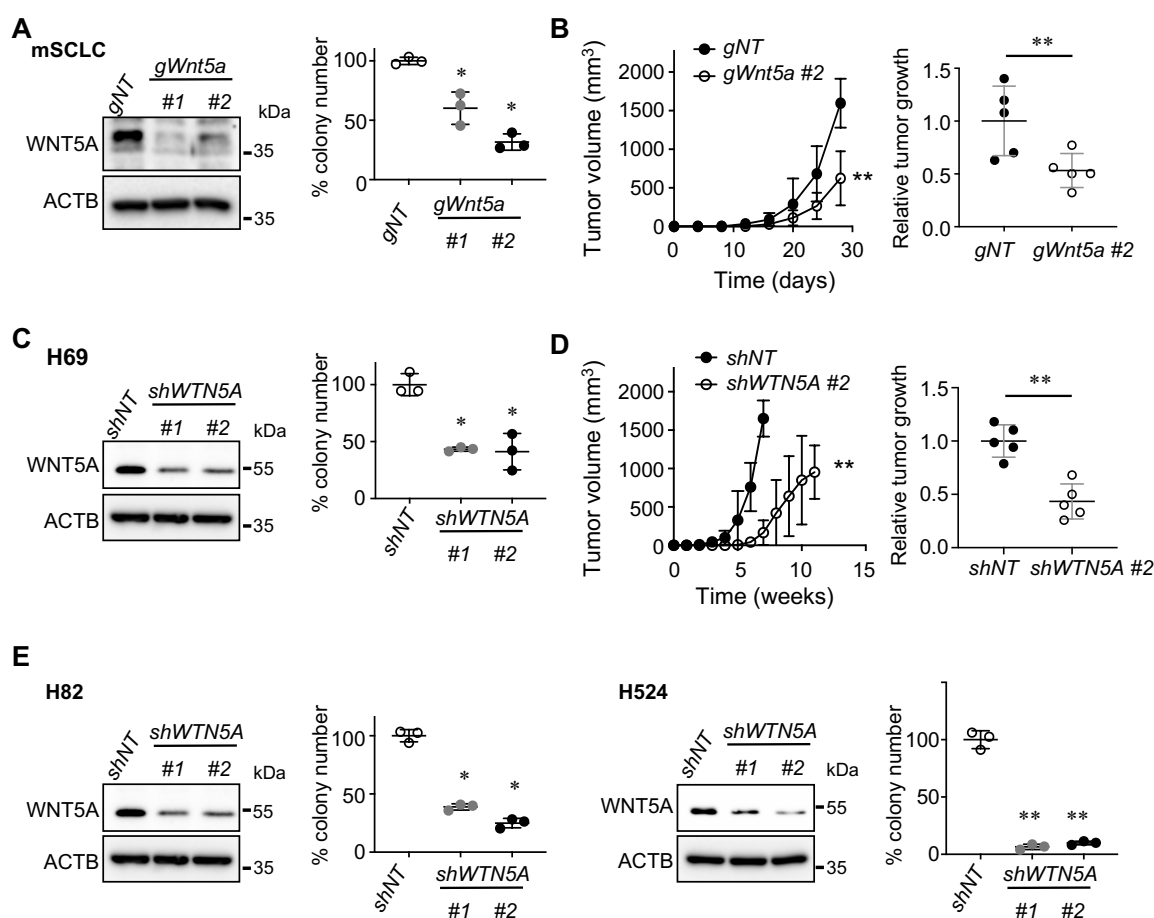 A
mSCLC
gNT
gWnt5a
#1 #2
kDa
WNT5A
35
ACTB
35
% colony number
100
50
0
*
*
gNT
gWnt5a
#1 #2
B
Tumor volume (mm3)
2000
1500
1000
500
0
gNT
gWnt5a #2
**
0 10 20 30
Time (days)
Relative tumor growth
1.5
1.0
0.5
0.0
**
gNT gWnt5a #2
C
H69
shNT
shWTN5A
#1 #2
kDa
WNT5A
55
ACTB
35
% colony number
100
50
0
*
*
shNT
shWTN5A
#1 #2
D
Tumor volume (mm3)
2000
1500
1000
500
0
shNT
shWTN5A #2
**
0 5 10 15
Time (weeks)
Relative tumor growth
1.5
1.0
0.5
0.0
**
shNT shWTN5A #2
E
H82
shNT
shWTN5A
#1 #2
kDa
WNT5A
55
ACTB
35
% colony number
100
50
0
*
*
shNT
shWTN5A
#1 #2
H524
shNT
shWTN5A
#1 #2
kDa
WNT5A
55
ACTB
35
% colony number
100
50
0
** **
shNT
shWTN5A
#1 #2